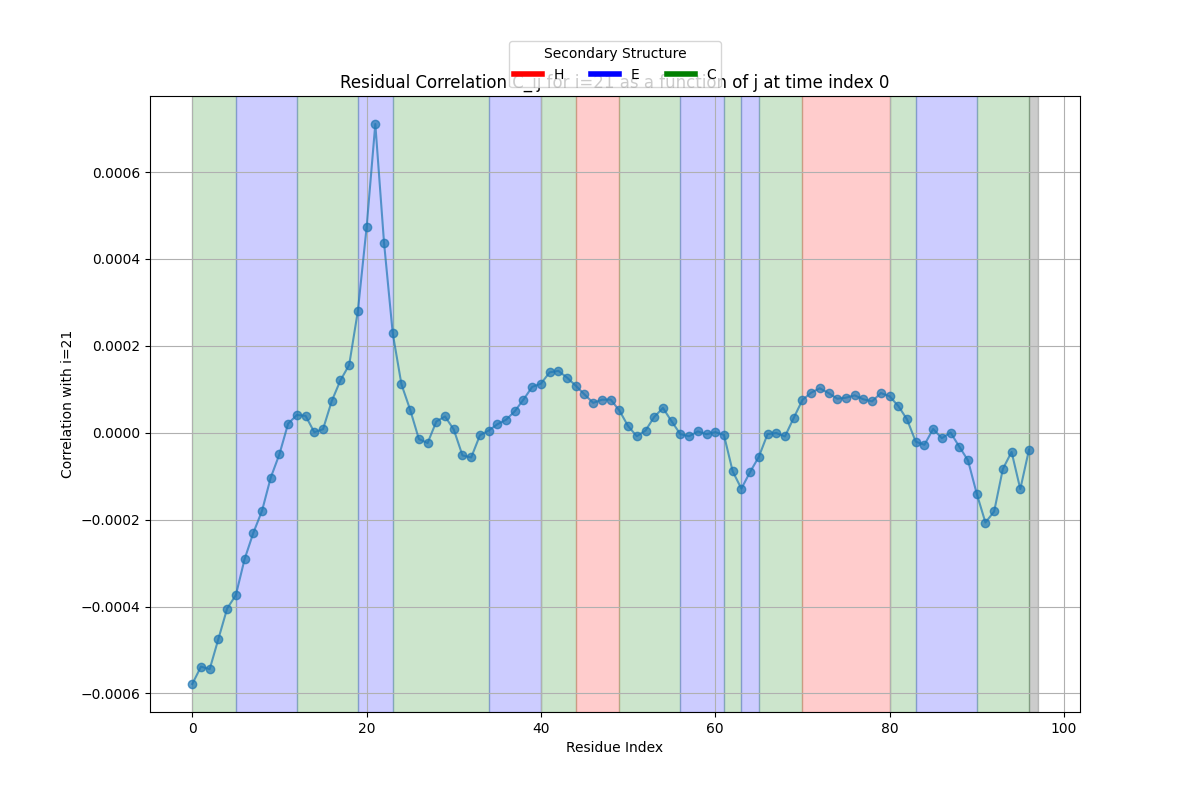 Secondary Structure
H E C
Residual Correlation C_ij for i=21 as a function of j at time index 0
0.0006
0.0004
0.0002
0.0000
−0.0002
−0.0004
−0.0006
Correlation with i=21
0 20 40 60 80 100
Residue Index